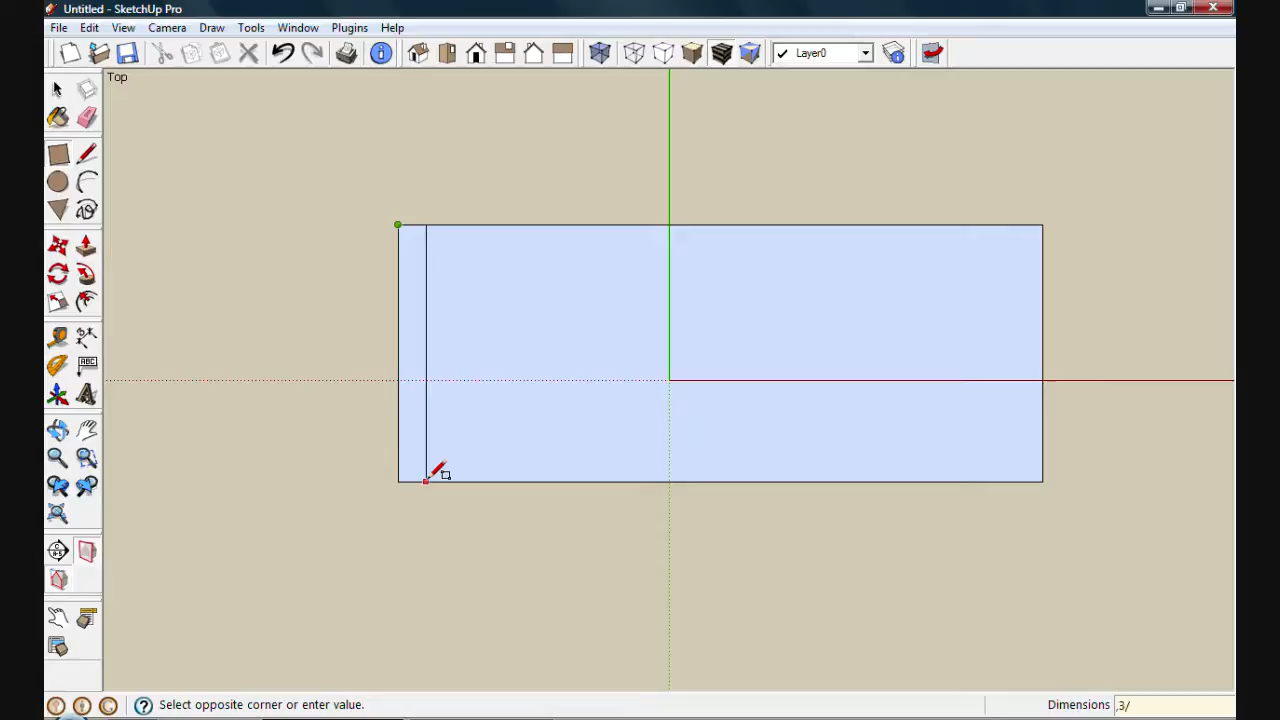 Untitled - SketchUp Pro
File Edit View Camera Draw Tools Window Plugins Help
Layer0
Top
ABC
Select opposite corner or enter value.
Dimensions ,3/